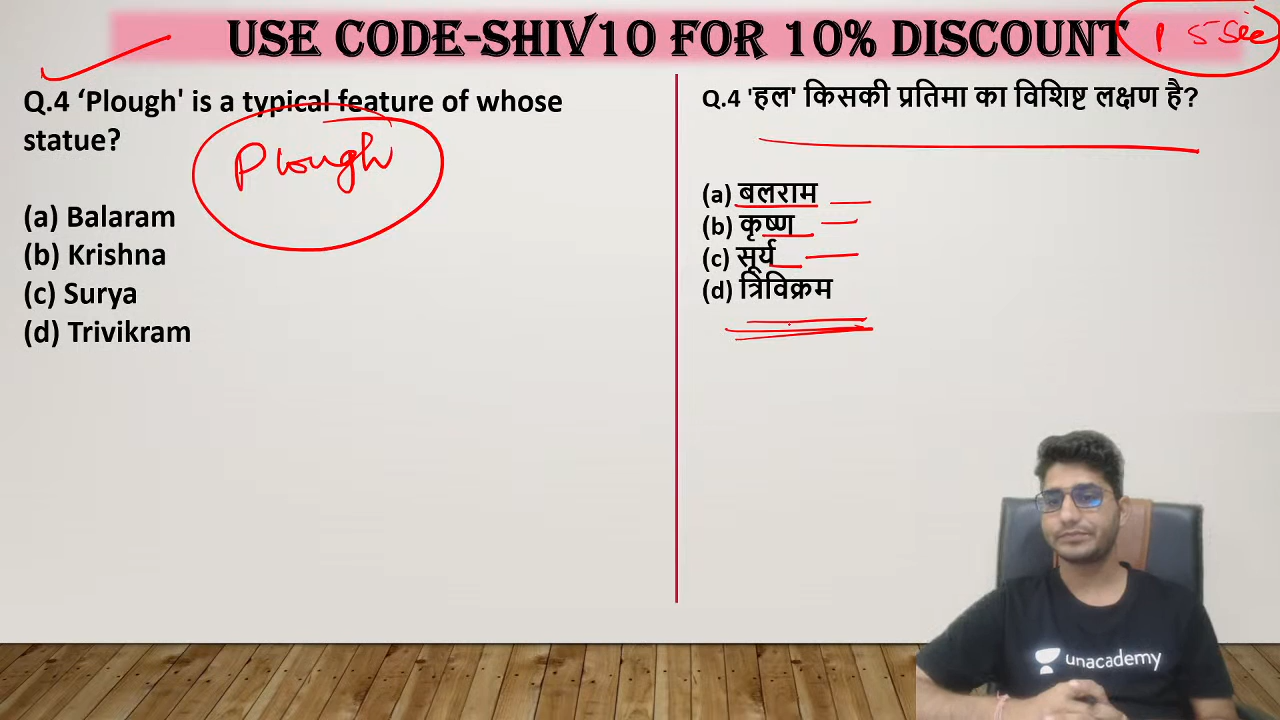 USE CODE-SHIV10 FOR 10% DISCOUNT
15 Sec
Q.4 ‘Plough' is a typical feature of whose
statue?
Plough
(a) Balaram
(b) Krishna
(c) Surya
(d) Trivikram
Q.4 'हल' किसकी प्रतिमा का विशिष्ट लक्षण है?
(a) बलराम
(b) कृष्ण
(c) सूर्य
(d) त्रिविक्रम
unacademy